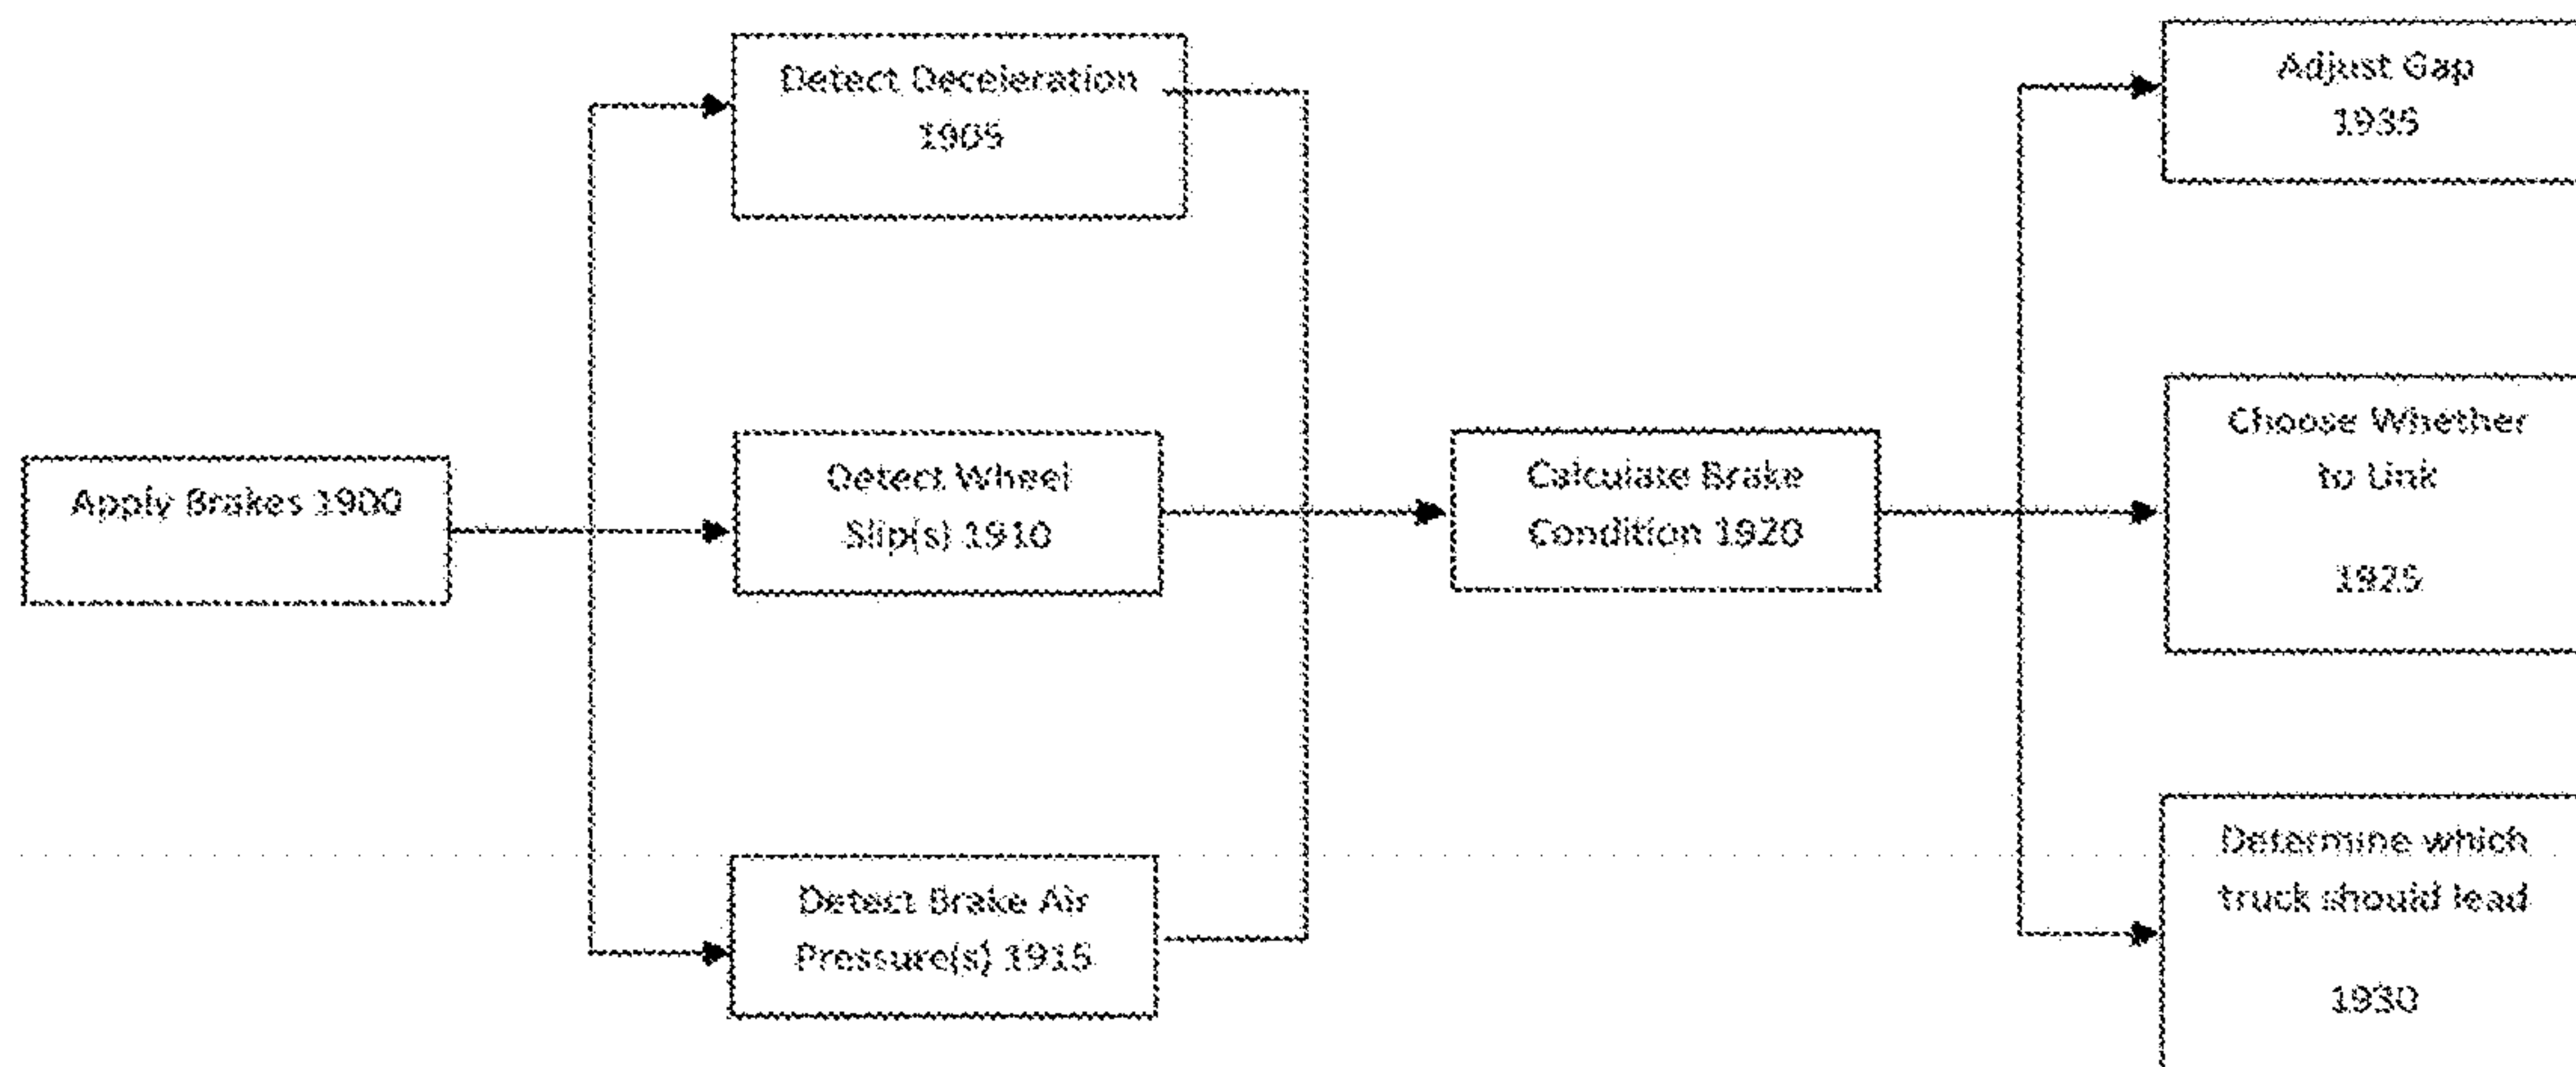 Apply Brakes 1900
Detect Deceleration
1905
Detect Wheel
Slip(s) 1910
Detect Brake Air
Pressure(s) 1915
Calculate Brake
Condition 1920
Adjust Gap
1935
Choose Whether
to Link
1925
Determine which
truck should lead
1930